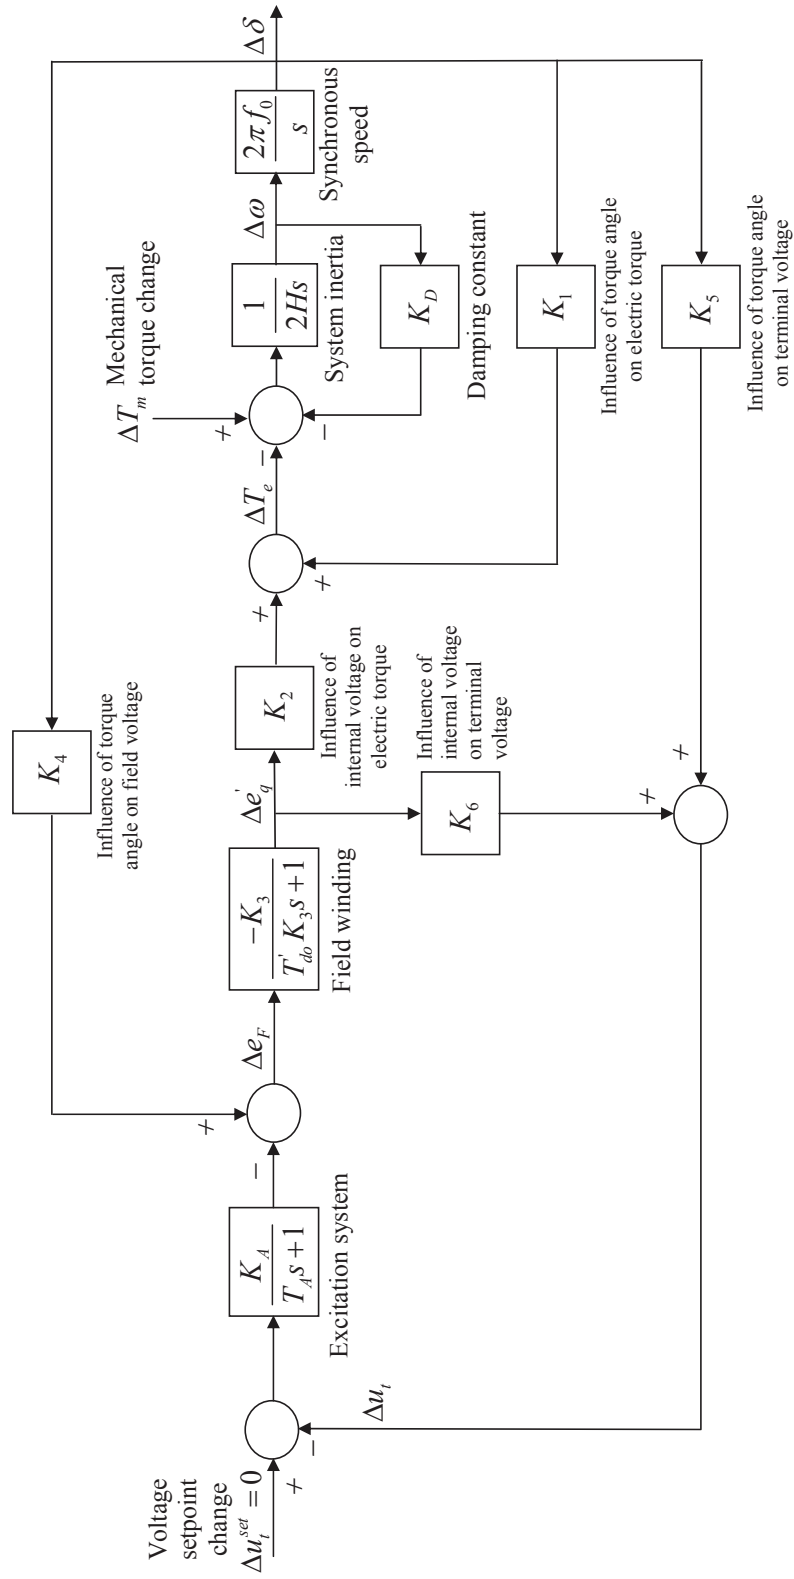 Voltage
setpoint
change
Δu_t^{set} = 0
+
−
Δu_t
K_A
T_A s + 1
Excitation system
−
+
Δe_F
−K_3
T'_{do} K_3 s + 1
Field winding
Δe'_q
K_4
Influence of torque
angle on field voltage
K_6
Influence of
internal voltage
on terminal
voltage
K_2
Influence of
internal voltage on
electric torque
+
+
+
+
ΔT_e
−
+
−
ΔT_m
Mechanical
torque change
1
2Hs
System inertia
Δω
K_D
Damping constant
2π f_0
s
Synchronous
speed
Δδ
K_1
Influence of torque angle
on electric torque
K_5
Influence of torque angle
on terminal voltage